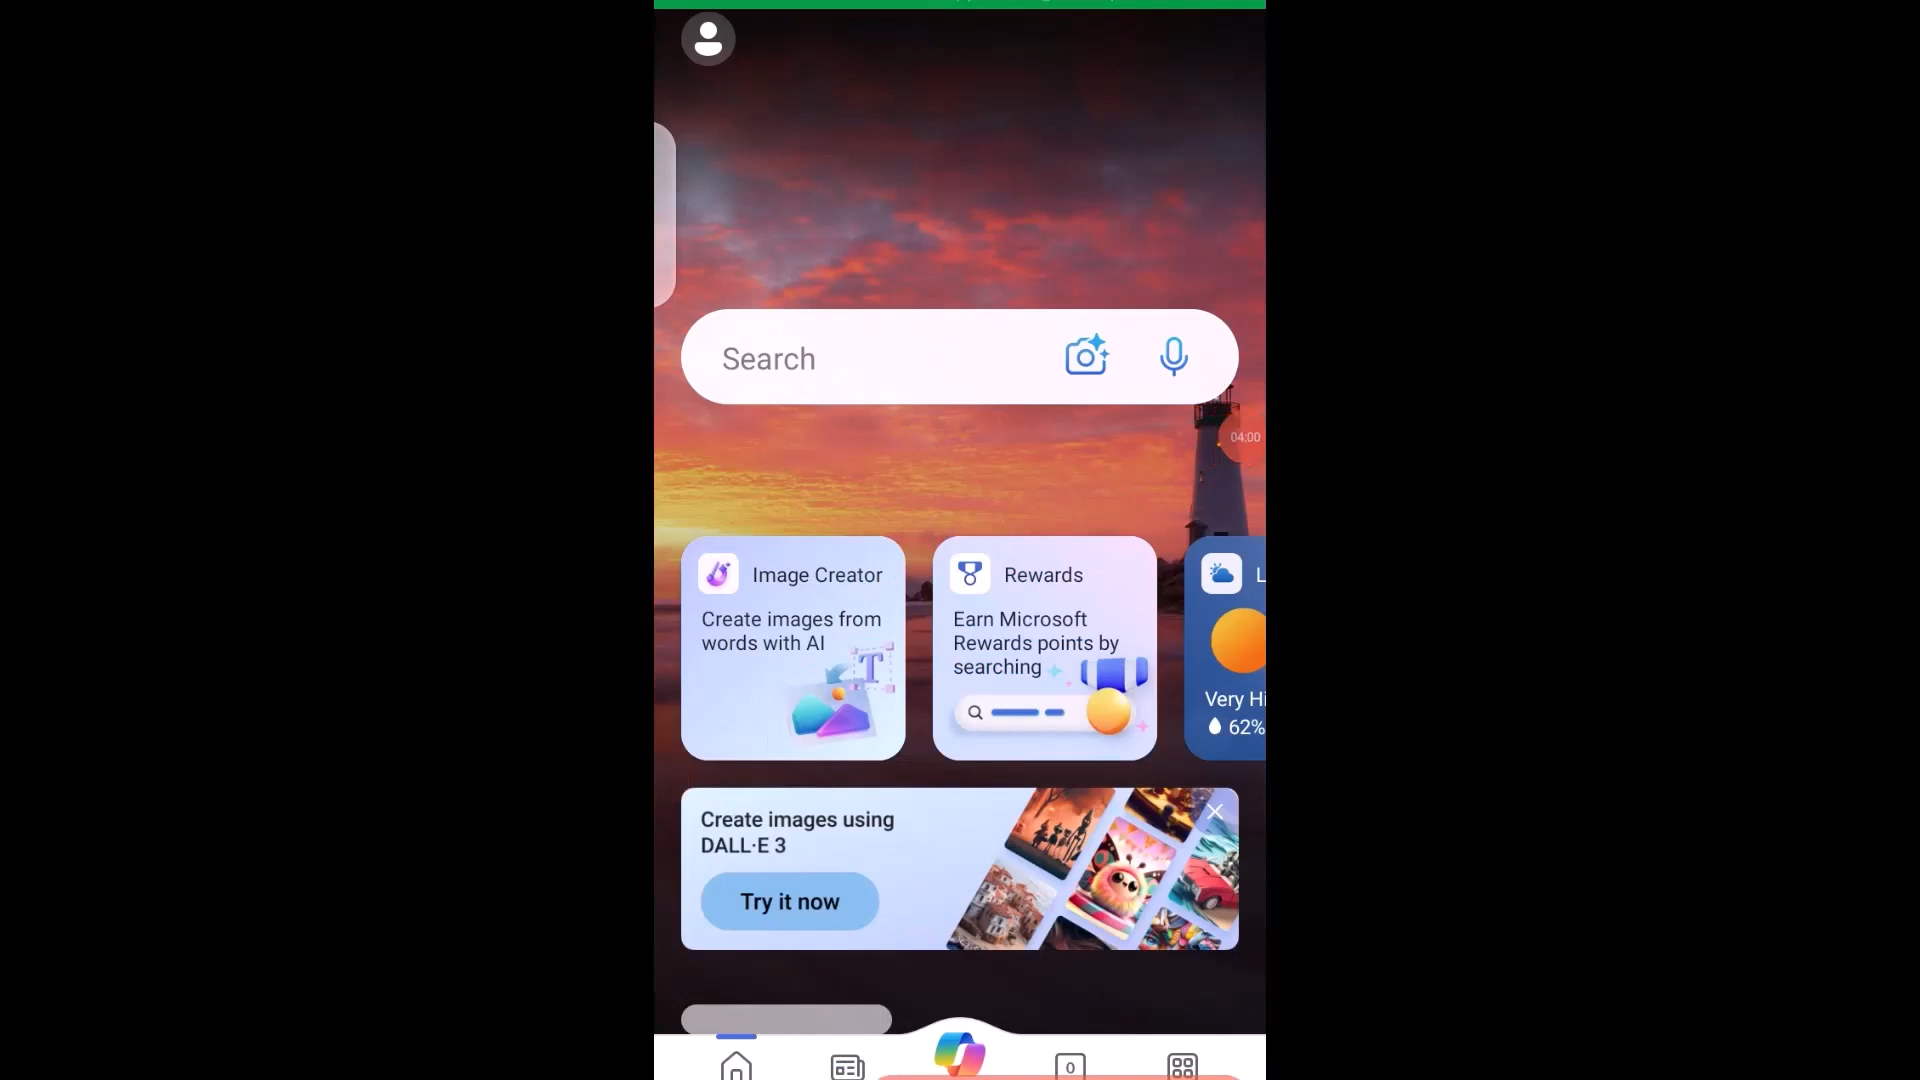 Search
04:00
Image Creator
Create images from
words with AI
T
Rewards
Earn Microsoft
Rewards points by
searching
L
Very Hi
62%
Create images using
DALL·E 3
Try it now
0